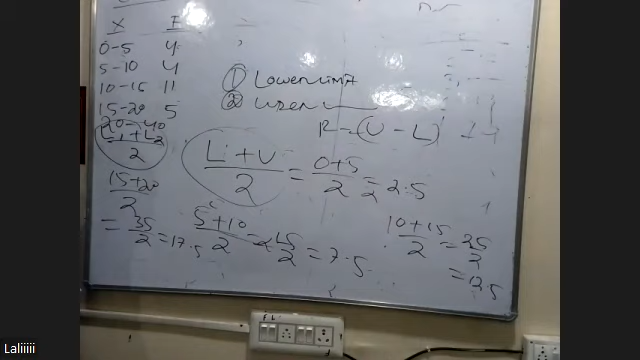 X F
0-5 4
5-10 4
10-15 11
15-20 5
20-40
L1+L2
2
15+20
2
= 35/2 = 17.5
① Lower limit
②
R = (U - L)
L+U/2 = 0+5/2 = 2.5
5+10/2 = 15/2 = 7.5
10+15/2 = 25/2
= 12.5
Laliiiii